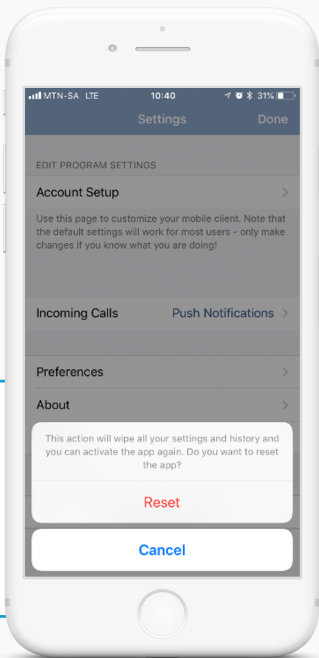 MTN-SA LTE 10:40 31%
Settings Done
EDIT PROGRAM SETTINGS
Account Setup
Use this page to customize your mobile client. Note that
the default settings will work for most users - only make
changes if you know what you are doing!
Incoming Calls Push Notifications
Preferences
About
This action will wipe all your settings and history and
you can activate the app again. Do you want to reset
the app?
Reset
Cancel